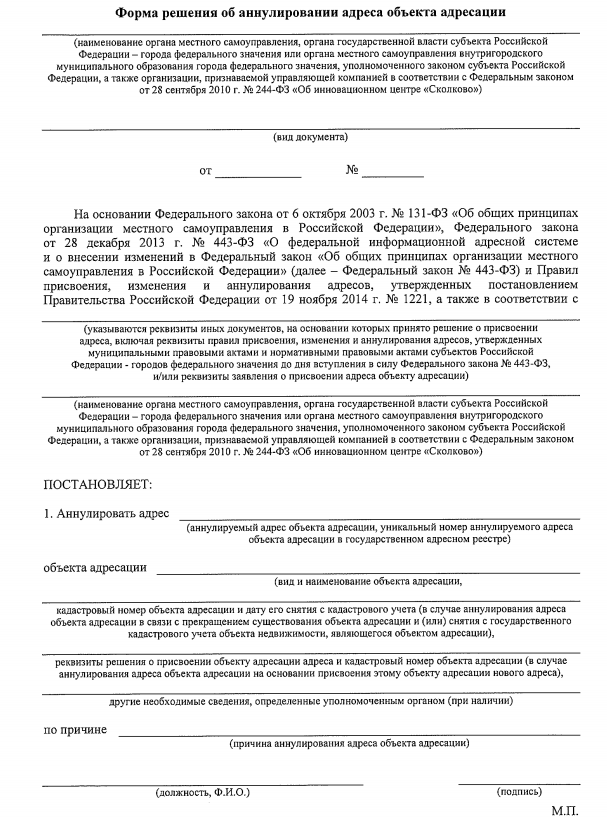 Форма решения об аннулировании адреса объекта адресации
(наименование органа местного самоуправления, органа государственной власти субъекта Российской
Федерации – города федерального значения или органа местного самоуправления внутригородского
муниципального образования города федерального значения, уполномоченного законом субъекта Российской
Федерации, а также организации, признаваемой управляющей компанией в соответствии с Федеральным законом
от 28 сентября 2010 г. № 244-ФЗ «Об инновационном центре «Сколково»)
(вид документа)
от ____________ № __________
На основании Федерального закона от 6 октября 2003 г. № 131-ФЗ «Об общих принципах
организации местного самоуправления в Российской Федерации», Федерального закона
от 28 декабря 2013 г. № 443-ФЗ «О федеральной информационной адресной системе
и о внесении изменений в Федеральный закон «Об общих принципах организации местного
самоуправления в Российской Федерации» (далее – Федеральный закон № 443-ФЗ) и Правил
присвоения, изменения и аннулирования адресов, утвержденных постановлением
Правительства Российской Федерации от 19 ноября 2014 г. № 1221, а также в соответствии с
(указываются реквизиты иных документов, на основании которых принято решение о присвоении
адреса, включая реквизиты правил присвоения, изменения и аннулирования адресов, утвержденных
муниципальными правовыми актами и нормативными правовыми актами субъектов Российской
Федерации - городов федерального значения до дня вступления в силу Федерального закона № 443-ФЗ,
и/или реквизиты заявления о присвоении адреса объекту адресации)
(наименование органа местного самоуправления, органа государственной власти субъекта Российской
Федерации – города федерального значения или органа местного самоуправления внутригородского
муниципального образования города федерального значения, уполномоченного законом субъекта Российской
Федерации, а также организации, признаваемой управляющей компанией в соответствии с Федеральным законом
от 28 сентября 2010 г. № 244-ФЗ «Об инновационном центре «Сколково»)
ПОСТАНОВЛЯЕТ:
1. Аннулировать адрес
(аннулируемый адрес объекта адресации, уникальный номер аннулируемого адреса
объекта адресации в государственном адресном реестре)
объекта адресации
(вид и наименование объекта адресации,
кадастровый номер объекта адресации и дату его снятия с кадастрового учета (в случае аннулирования адреса
объекта адресации в связи с прекращением существования объекта адресации и (или) снятия с государственного
кадастрового учета объекта недвижимости, являющегося объектом адресации),
реквизиты решения о присвоении объекту адресации адреса и кадастровый номер объекта адресации (в случае
аннулирования адреса объекта адресации на основании присвоения этому объекту адресации нового адреса),
другие необходимые сведения, определенные уполномоченным органом (при наличии)
по причине
(причина аннулирования адреса объекта адресации)
(должность, Ф.И.О.) (подпись)
М.П.